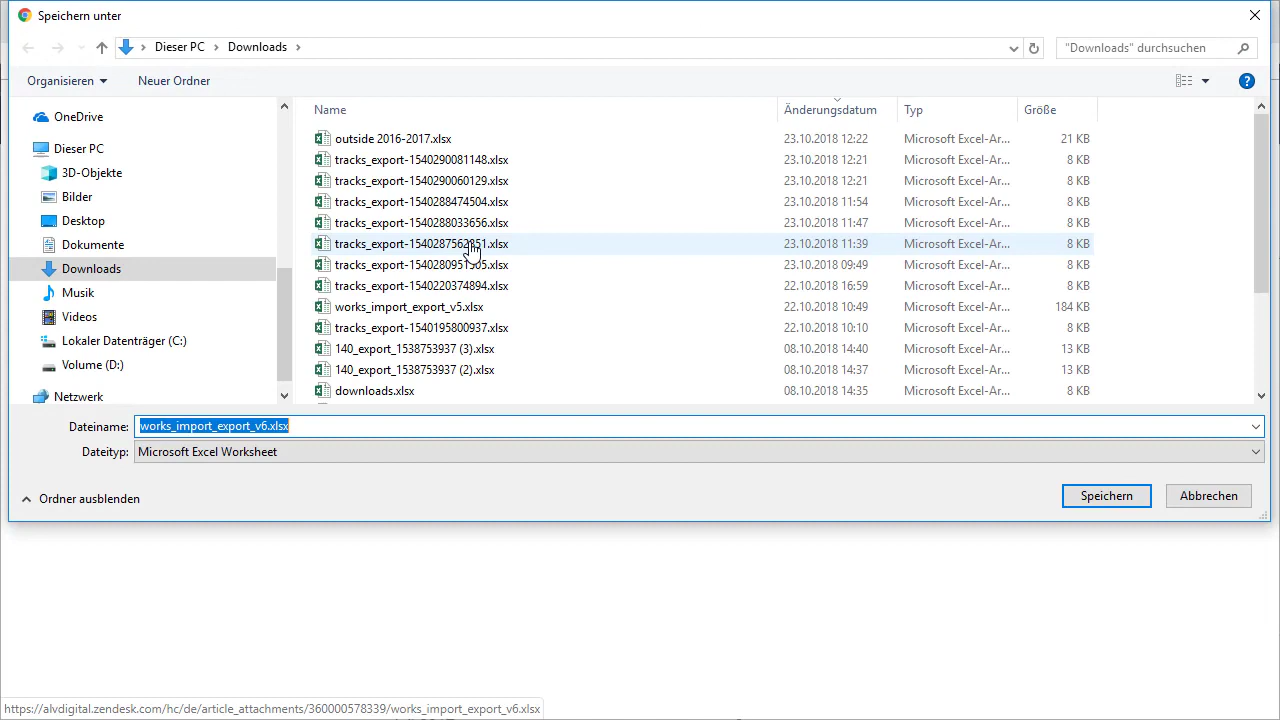 Speichern unter
Dieser PC
Downloads
"Downloads" durchsuchen
Organisieren
Neuer Ordner
OneDrive
Dieser PC
3D-Objekte
Bilder
Desktop
Dokumente
Downloads
Musik
Videos
Lokaler Datenträger (C:)
Volume (D:)
Netzwerk
Name Änderungsdatum Typ Größe
outside 2016-2017.xlsx 23.10.2018 12:22 Microsoft Excel-Ar... 21 KB
tracks_export-1540290081148.xlsx 23.10.2018 12:21 Microsoft Excel-Ar... 8 KB
tracks_export-1540290060129.xlsx 23.10.2018 12:21 Microsoft Excel-Ar... 8 KB
tracks_export-1540288474504.xlsx 23.10.2018 11:54 Microsoft Excel-Ar... 8 KB
tracks_export-1540288033656.xlsx 23.10.2018 11:47 Microsoft Excel-Ar... 8 KB
23.10.2018 11:39 Microsoft Excel-Ar... 8 KB
23.10.2018 09:49 Microsoft Excel-Ar... 8 KB
tracks_export-1540220374894.xlsx 22.10.2018 16:59 Microsoft Excel-Ar... 8 KB
works_import_export_v5.xlsx 22.10.2018 10:49 Microsoft Excel-Ar... 184 KB
tracks_export-1540195800937.xlsx 22.10.2018 10:10 Microsoft Excel-Ar... 8 KB
140_export_1538753937 (3).xlsx 08.10.2018 14:40 Microsoft Excel-Ar... 13 KB
140_export_1538753937 (2).xlsx 08.10.2018 14:37 Microsoft Excel-Ar... 13 KB
downloads.xlsx 08.10.2018 14:35 Microsoft Excel-Ar... 8 KB
Dateiname: works_import_export_v6.xlsx
Dateityp: Microsoft Excel Worksheet
Ordner ausblenden
Speichern
Abbrechen
https://alvdigital.zendesk.com/hc/de/article_attachments/360000578339/works_import_export_v6.xlsx